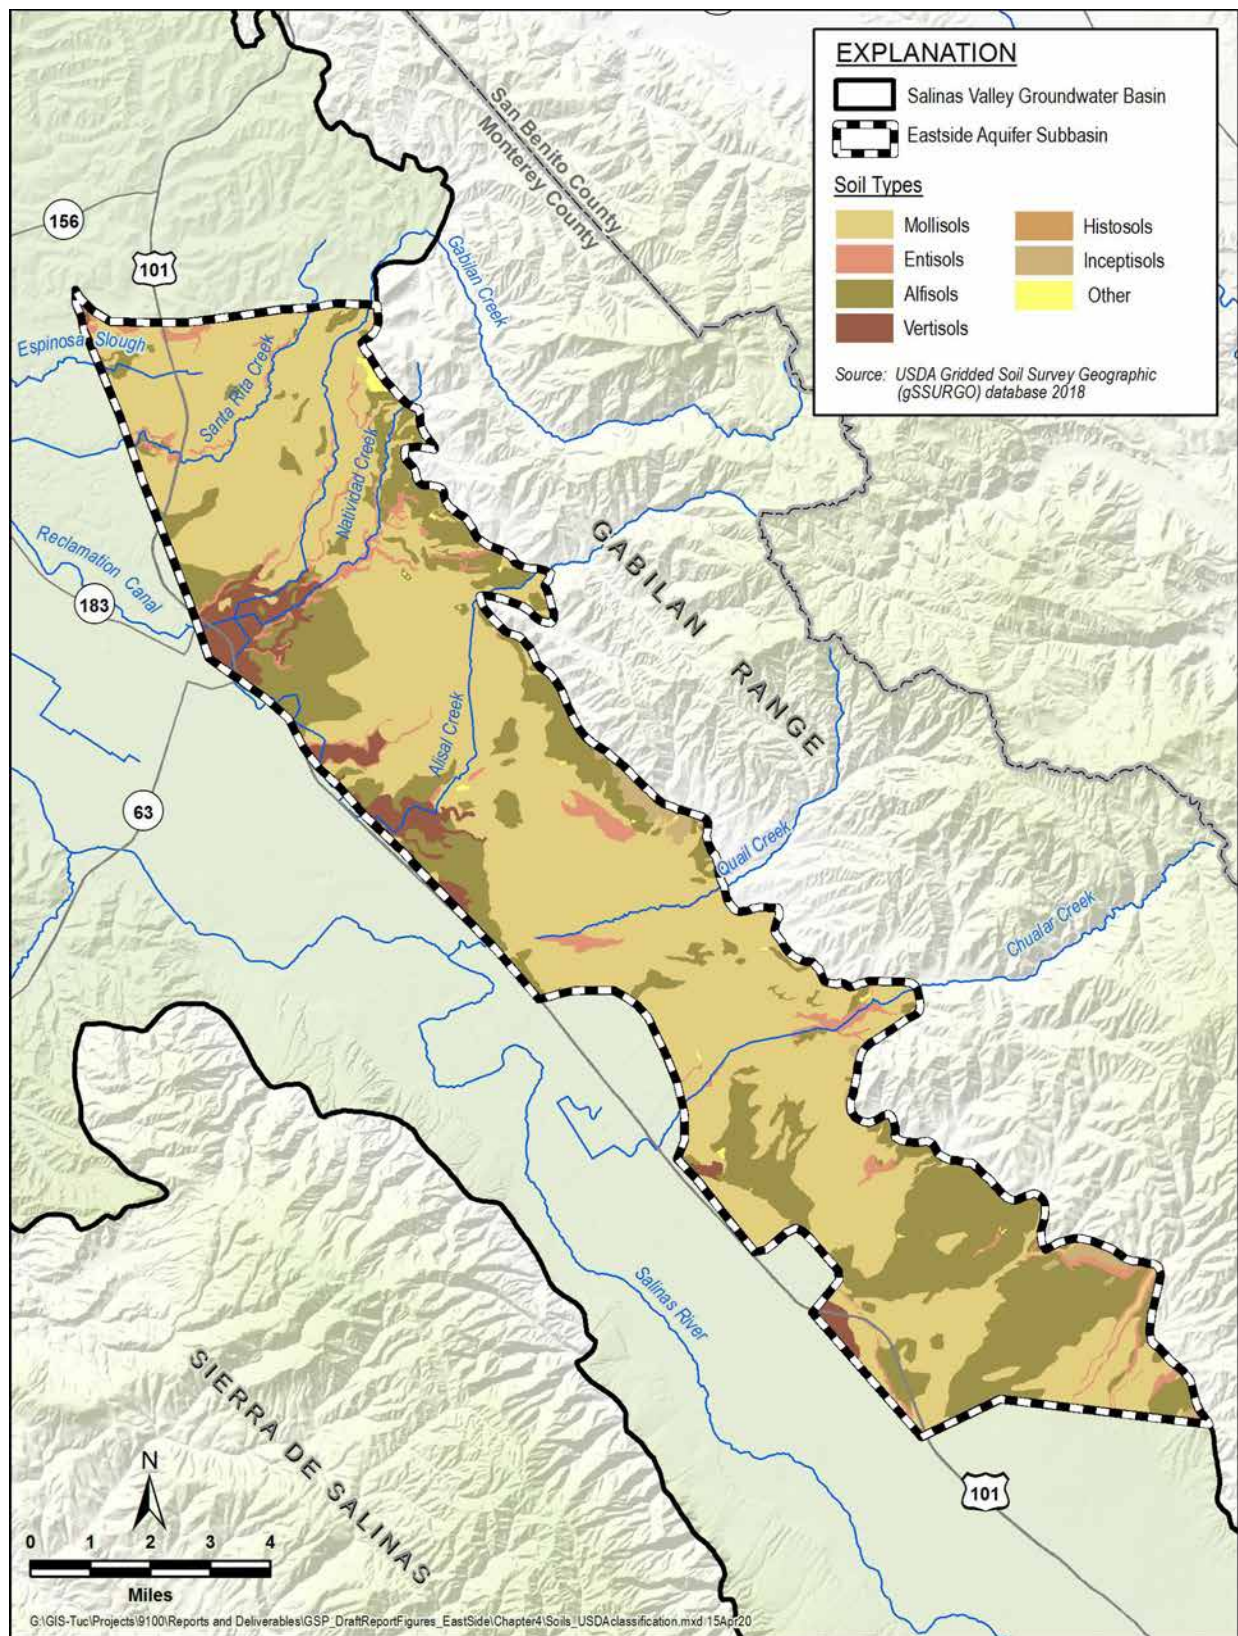 EXPLANATION
Salinas Valley Groundwater Basin
Eastside Aquifer Subbasin
Soil Types
Mollisols
Entisols
Alfisols
Vertisols
Histosols
Inceptisols
Other
Source: USDA Gridded Soil Survey Geographic
(gSSURGO) database 2018
San Benito County
Monterey County
156
101
Gabilan Creek
Espinosa Slough
Santa Rita Creek
Natividad Creek
Reclamation Canal
183
GABILAN RANGE
Alisal Creek
63
Quail Creek
Chualar Creek
Salinas River
SIERRA DE SALINAS
101
N
0 1 2 3 4
Miles
G:\GIS-Tuc\Projects\9100\Reports and Deliverables\GSP_DraftReportFigures_EastSide\Chapter4\Soils_USDAclassification.mxd 15Apr20